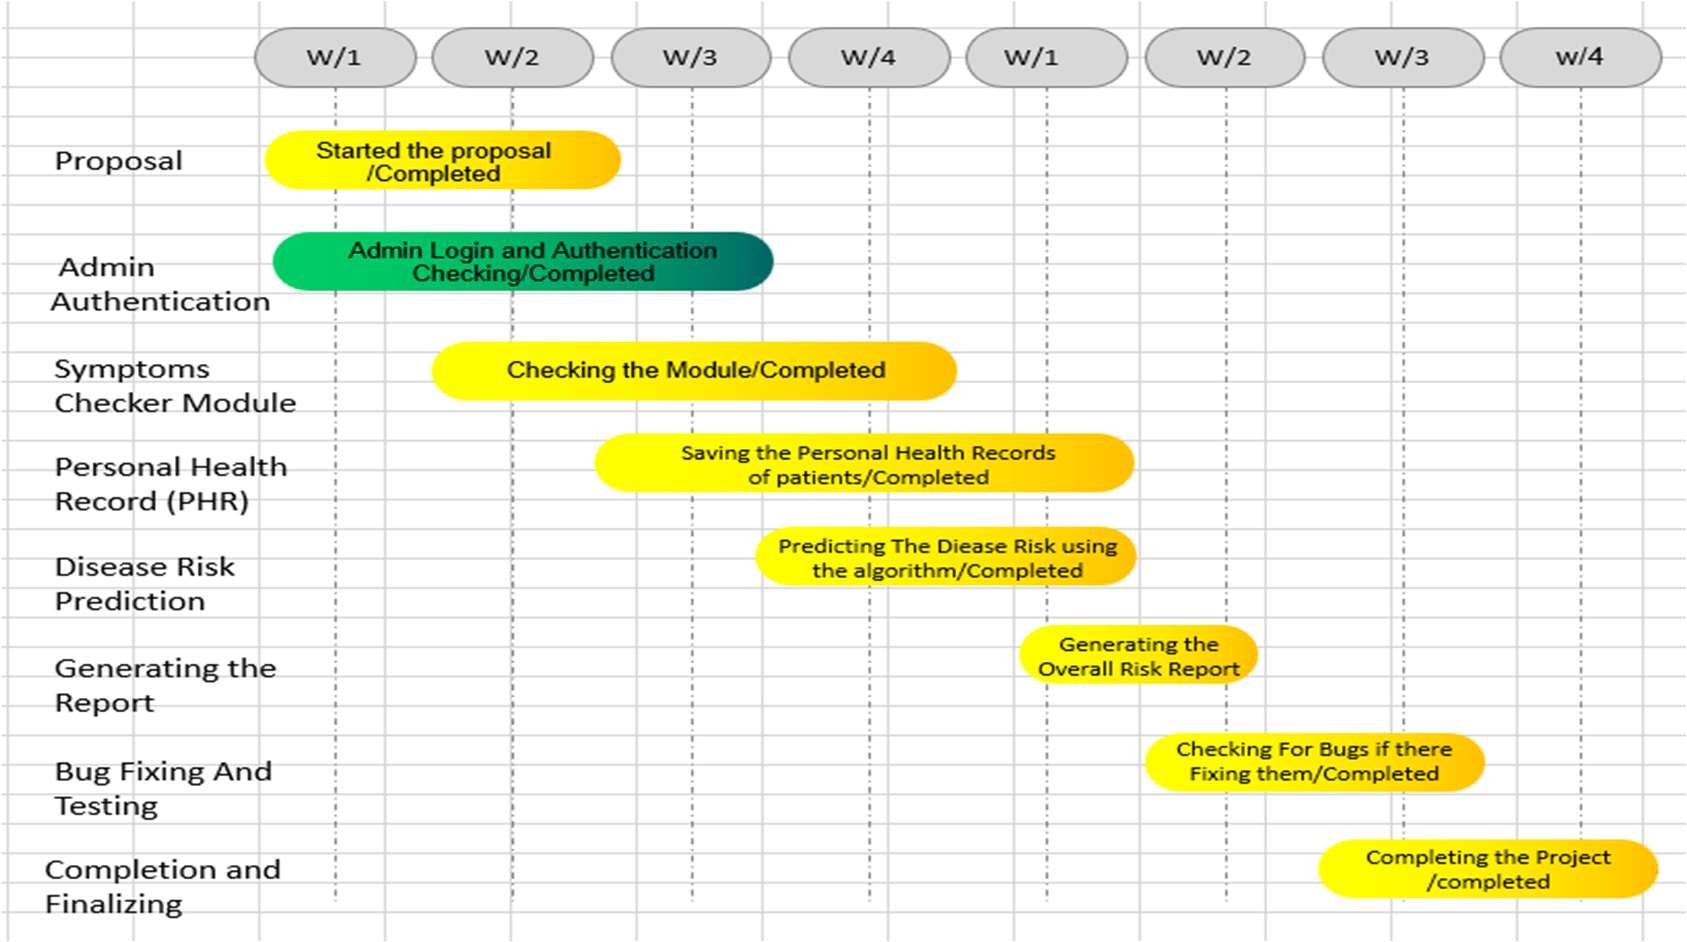 W/1
W/2
W/3
W/4
W/1
W/2
W/3
w/4
Proposal
Started the proposal
/Completed
Admin
Authentication
Admin Login and Authentication
Checking/Completed
Symptoms
Checker Module
Checking the Module/Completed
Personal Health
Record (PHR)
Saving the Personal Health Records
of patients/Completed
Disease Risk
Prediction
Predicting The Diease Risk using
the algorithm/Completed
Generating the
Report
Generating the
Overall Risk Report
Bug Fixing And
Testing
Checking For Bugs if there
Fixing them/Completed
Completion and
Finalizing
Completing the Project
/completed